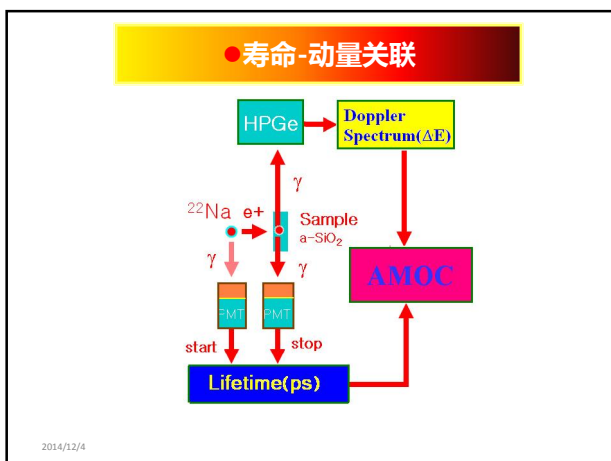 寿命-动量关联
HPGe
Doppler
Spectrum(ΔE)
γ
²²Na e+
Sample
a-SiO₂
γ
γ
AMOC
PMT
PMT
start
stop
Lifetime(ps)
2014/12/4